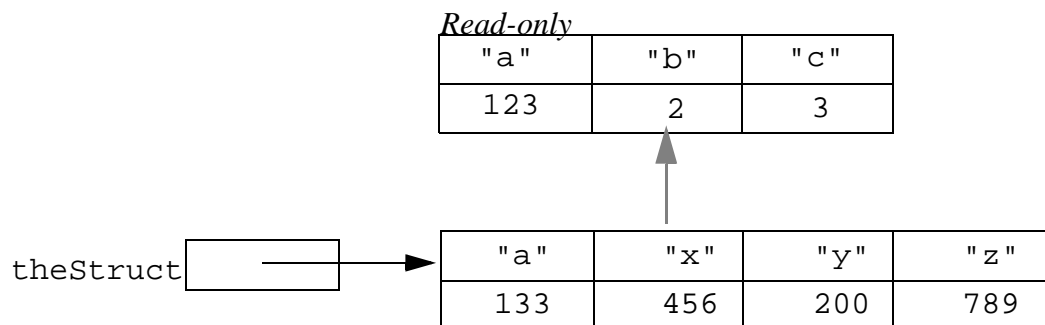 Read-only
"a" "b" "c"
123 2 3
theStruct
"a" "x" "y" "z"
133 456 200 789